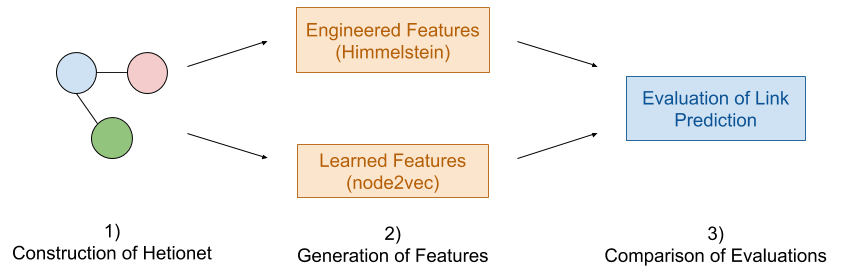 Engineered Features
(Himmelstein)
Evaluation of Link
Prediction
Learned Features
(node2vec)
1)
Construction of Hetionet
2)
Generation of Features
3)
Comparison of Evaluations